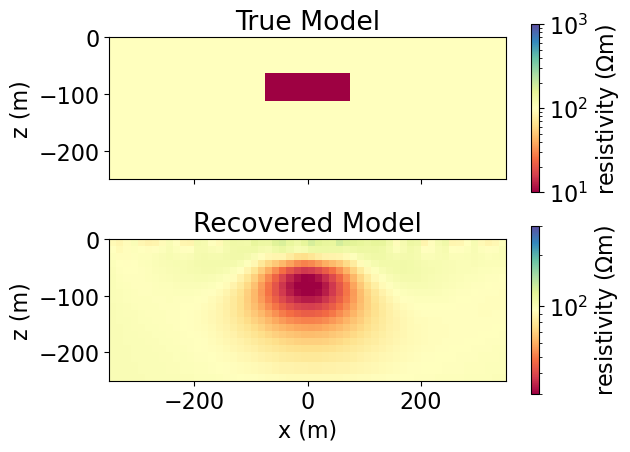 True Model
0
−100
−200
z (m)
10³
10²
10¹
resistivity (Ωm)
Recovered Model
0
−100
−200
z (m)
10²
resistivity (Ωm)
−200
0
200
x (m)